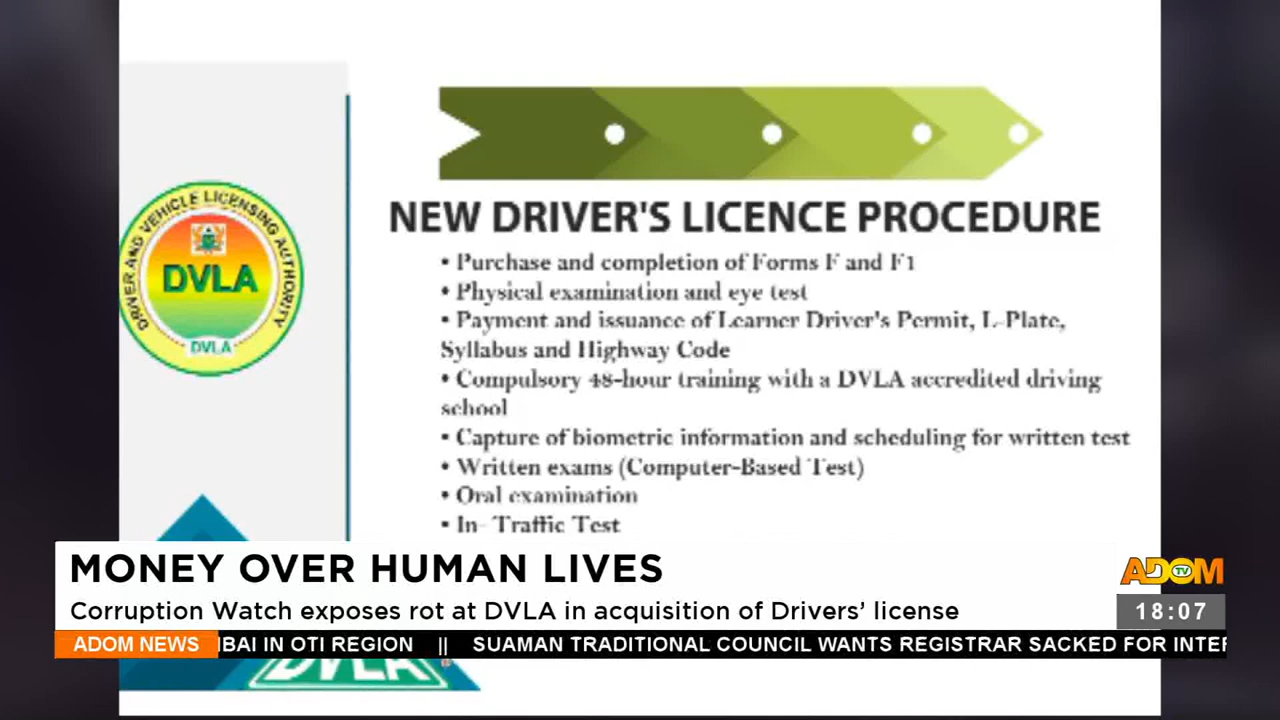 NEW DRIVER'S LICENCE PROCEDURE
• Purchase and completion of Forms F and F1
• Physical examination and eye test
• Payment and issuance of Learner Driver's Permit, L-Plate,
Syllabus and Highway Code
• Compulsory 48-hour training with a DVLA accredited driving
school
• Capture of biometric information and scheduling for written test
• Written exams (Computer-Based Test)
• Oral examination
• In- Traffic Test
DRIVER AND VEHICLE LICENSING AUTHORITY
DVLA
DVLA
MONEY OVER HUMAN LIVES
Corruption Watch exposes rot at DVLA in acquisition of Drivers’ license
ADOM TV
18:07
ADOM NEWS
IBAI IN OTI REGION || SUAMAN TRADITIONAL COUNCIL WANTS REGISTRAR SACKED FOR INTER
DVLA